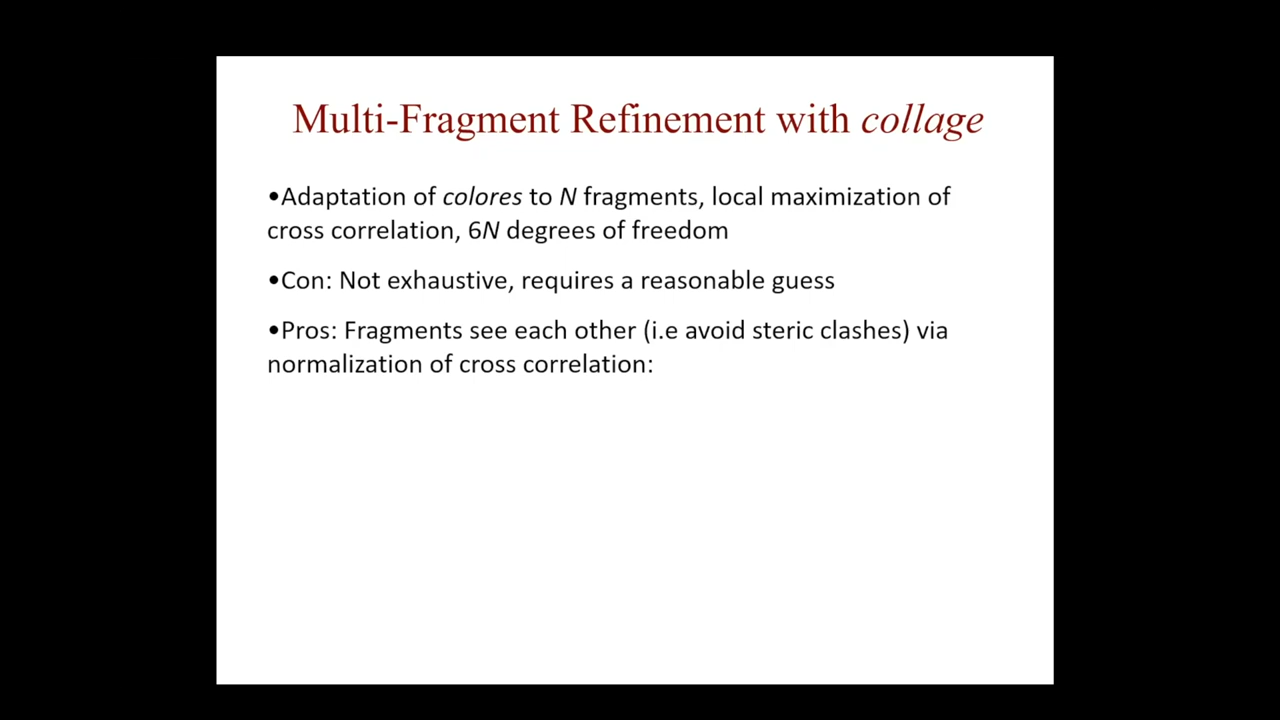 Multi-Fragment Refinement with collage
•Adaptation of colores to N fragments, local maximization of
cross correlation, 6N degrees of freedom
•Con: Not exhaustive, requires a reasonable guess
•Pros: Fragments see each other (i.e avoid steric clashes) via
normalization of cross correlation: